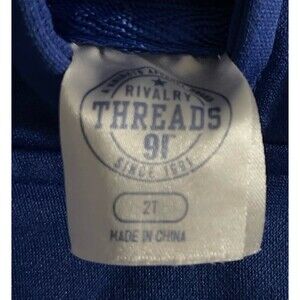 RIVALRY
THREADS
91
SINCE 1991
2T
MADE IN CHINA